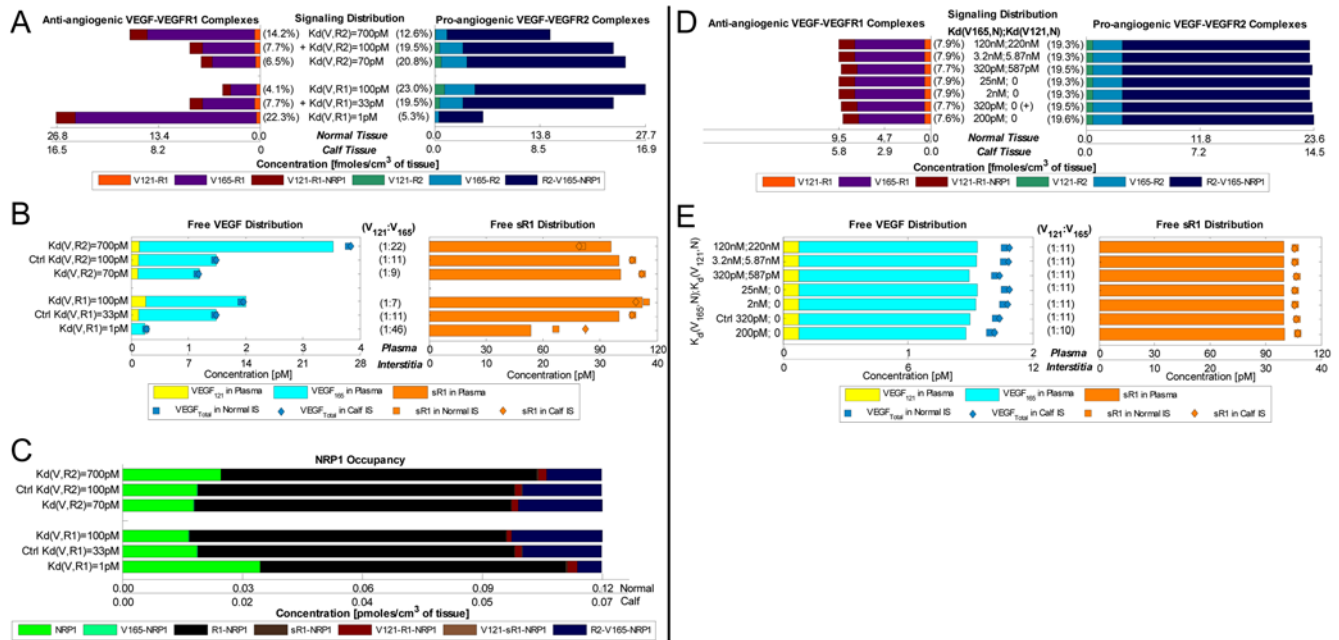 A
Anti-angiogenic VEGF-VEGFR1 Complexes
Signaling Distribution
Pro-angiogenic VEGF-VEGFR2 Complexes
(14.2%) Kd(V,R2)=700pM (12.6%)
(7.7%) + Kd(V,R2)=100pM (19.5%)
(6.5%) Kd(V,R2)=70pM (20.8%)
(4.1%) Kd(V,R1)=100pM (23.0%)
(7.7%) + Kd(V,R1)=33pM (19.5%)
(22.3%) Kd(V,R1)=1pM (5.3%)
26.8 13.4 0.0 Normal Tissue 0.0 13.8 27.7
16.5 8.2 0.0 Calf Tissue 0.0 8.5 16.9
Concentration [fmoles/cm³ of tissue]
V121-R1 V165-R1 V121-R1-NRP1 V121-R2 V165-R2 R2-V165-NRP1
B
Free VEGF Distribution (V121:V165) Free sR1 Distribution
Kd(V,R2)=700pM (1:22)
Ctrl Kd(V,R2)=100pM (1:11)
Kd(V,R2)=70pM (1:9)
Kd(V,R1)=100pM (1:7)
Ctrl Kd(V,R1)=33pM (1:11)
Kd(V,R1)=1pM (1:46)
0 1 2 3 4 Plasma 0 30 60 90 120
0 7 14 21 28 Interstitia 0 10 20 30 40
Concentration [pM] Concentration [pM]
VEGF121 in Plasma VEGF165 in Plasma sR1 in Plasma
VEGFTotal in Normal IS VEGFTotal in Calf IS sR1 in Normal IS sR1 in Calf IS
C
NRP1 Occupancy
Kd(V,R2)=700pM
Ctrl Kd(V,R2)=100pM
Kd(V,R2)=70pM
Kd(V,R1)=100pM
Ctrl Kd(V,R1)=33pM
Kd(V,R1)=1pM
0.00 0.03 0.06 0.09 0.12 Normal
0.00 0.02 0.04 0.05 0.07 Calf
Concentration [pmoles/cm³ of tissue]
NRP1 V165-NRP1 R1-NRP1 sR1-NRP1 V121-R1-NRP1 V121-sR1-NRP1 R2-V165-NRP1
D
Anti-angiogenic VEGF-VEGFR1 Complexes
Signaling Distribution
Pro-angiogenic VEGF-VEGFR2 Complexes
Kd(V165,N);Kd(V121,N)
(7.9%) 120nM;220nM (19.3%)
(7.9%) 3.2nM;5.87nM (19.3%)
(7.7%) 320pM;587pM (19.5%)
(7.9%) 25nM; 0 (19.3%)
(7.9%) 2nM; 0 (19.3%)
(7.7%) 320pM; 0 (+) (19.5%)
(7.6%) 200pM; 0 (19.6%)
9.5 4.7 0.0 Normal Tissue 0.0 11.8 23.6
5.8 2.9 0.0 Calf Tissue 0.0 7.2 14.5
Concentration [fmoles/cm³ of tissue]
V121-R1 V165-R1 V121-R1-NRP1 V121-R2 V165-R2 R2-V165-NRP1
E
Free VEGF Distribution (V121:V165) Free sR1 Distribution
Kd(V165,N);Kd(V121,N)
120nM;220nM (1:11)
3.2nM;5.87nM (1:11)
320pM;587pM (1:11)
25nM; 0 (1:11)
2nM; 0 (1:11)
Ctrl 320pM; 0 (1:11)
200pM; 0 (1:10)
0 1 2 Plasma 0 30 60 90 120
0 6 12 Interstitia 0 10 20 30 40
Concentration [pM] Concentration [pM]
VEGF121 in Plasma VEGF165 in Plasma sR1 in Plasma
VEGFTotal in Normal IS VEGFTotal in Calf IS sR1 in Normal IS sR1 in Calf IS